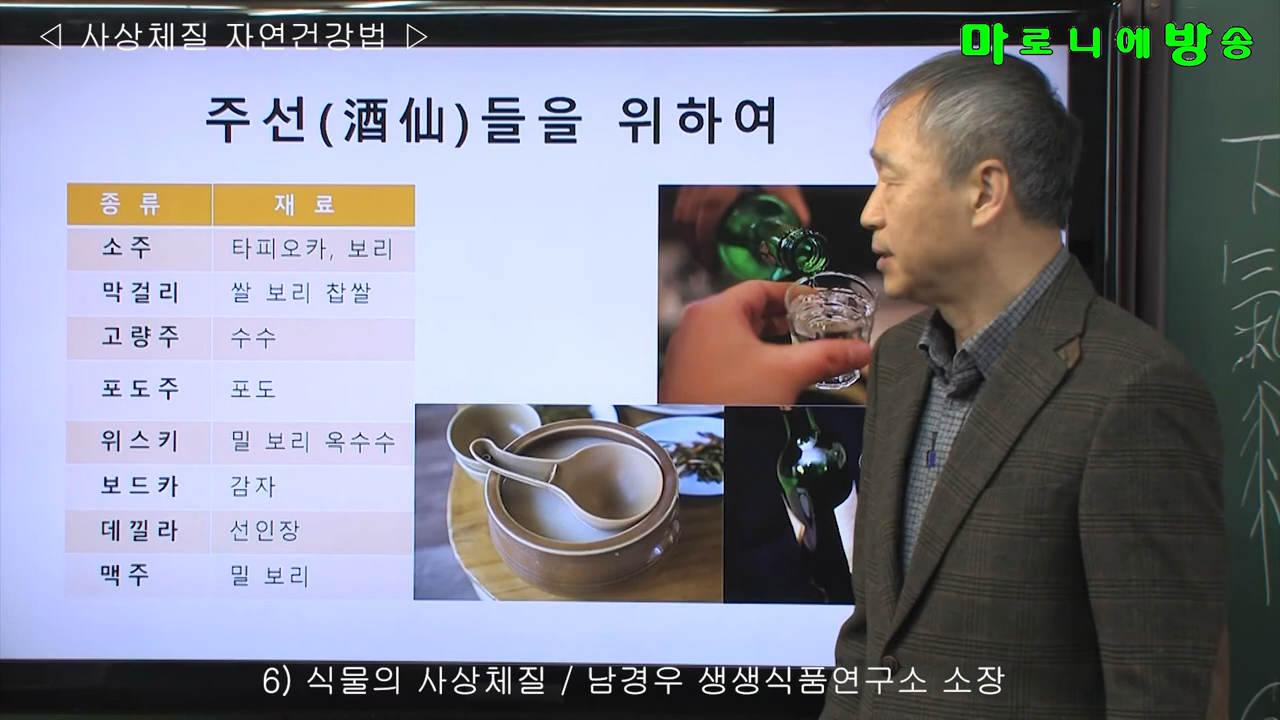 ◁ 사상체질 자연건강법 ▷
마로니에방송
주선(酒仙)들을 위하여
종류 재료
소주 타피오카, 보리
막걸리 쌀 보리 찹쌀
고량주 수수
포도주 포도
위스키 밀 보리 옥수수
보드카 감자
데낄라 선인장
맥주 밀 보리
下
6) 식물의 사상체질 / 남경우 생생식품연구소 소장